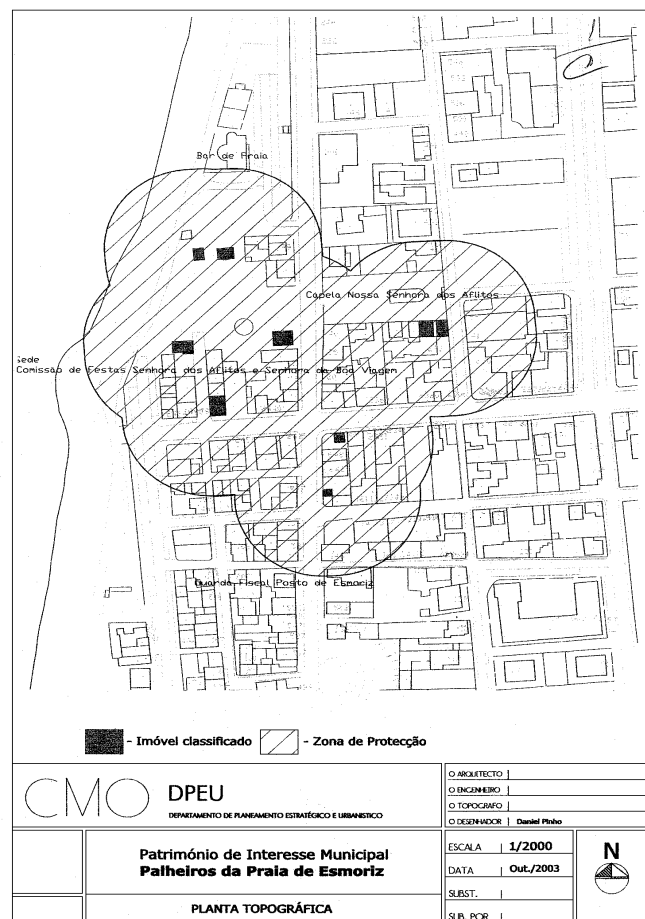 Bar de Praia
Capela Nossa Senhora dos Aflitos
Sede
Comissão de Festas Senhora dos Aflitos e Senhora da Boa Viagem
Guarda Fiscal Posto de Esmoriz
- Imóvel classificado
- Zona de Protecção
CMO
DPEU
DEPARTAMENTO DE PLANEAMENTO ESTRATÉGICO E URBANISTICO
O ARQUITECTO
O ENGENHEIRO
O TOPOGRAFO
O DESENHADOR Daniel Pinho
Património de Interesse Municipal
Palheiros da Praia de Esmoriz
PLANTA TOPOGRÁFICA
ESCALA 1/2000
DATA Out./2003
SUBST.
SUB. POR
N